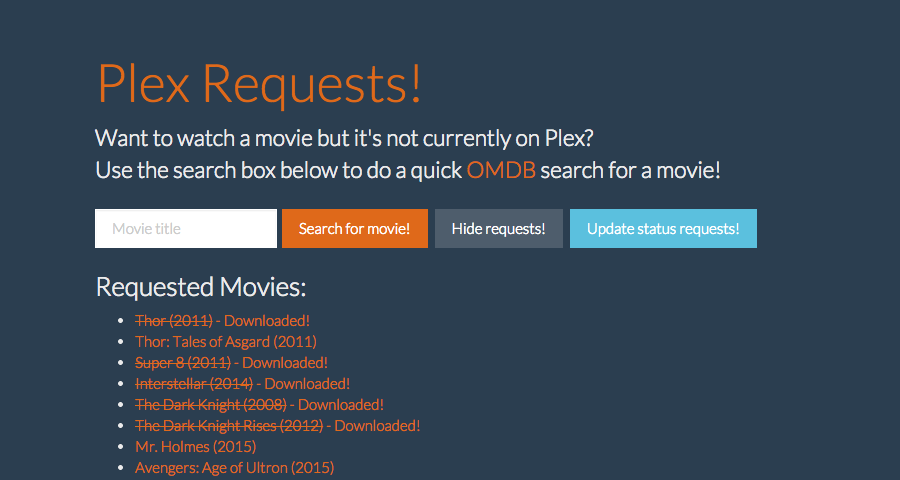 Plex Requests!
Want to watch a movie but it's not currently on Plex?
Use the search box below to do a quick OMDB search for a movie!
Movie title Search for movie! Hide requests! Update status requests!
Requested Movies:
Thor (2011) - Downloaded!
Thor: Tales of Asgard (2011)
Super 8 (2011) - Downloaded!
Interstellar (2014) - Downloaded!
The Dark Knight (2008) - Downloaded!
The Dark Knight Rises (2012) - Downloaded!
Mr. Holmes (2015)
Avengers: Age of Ultron (2015)